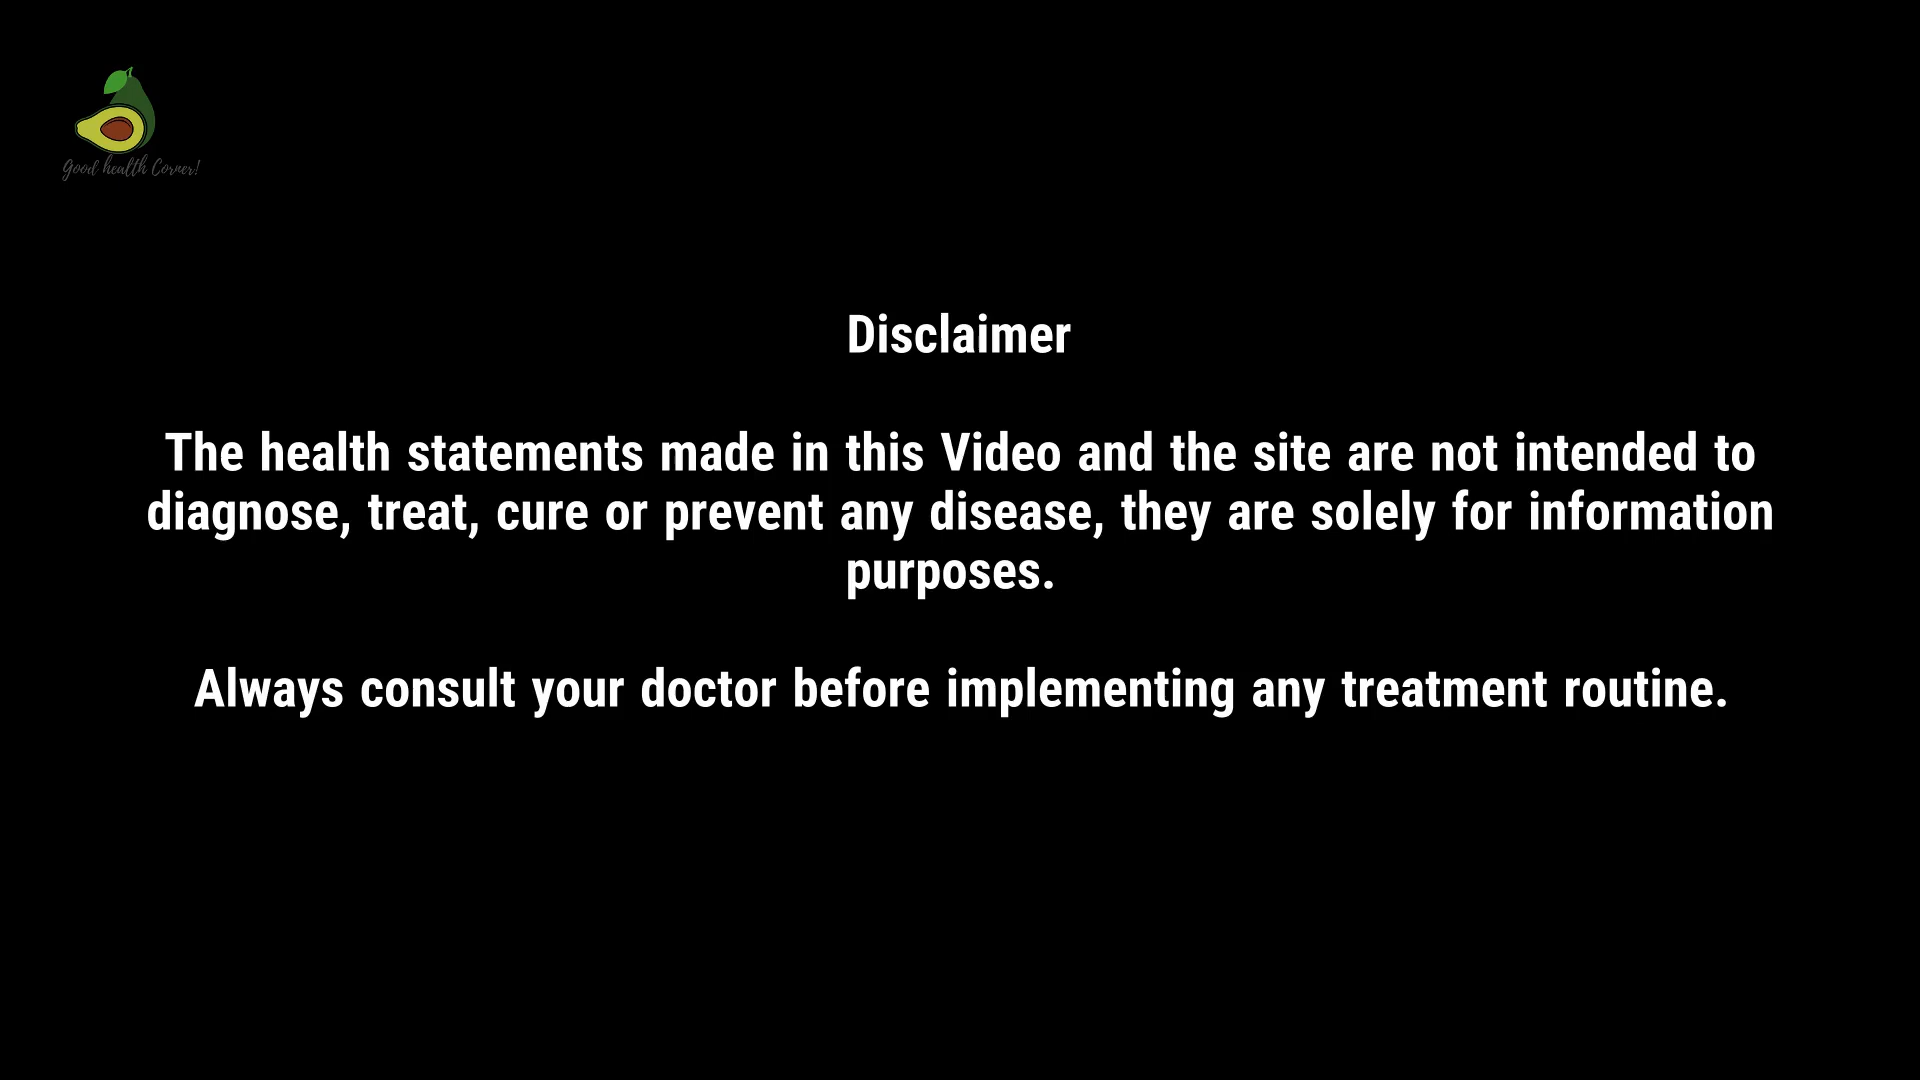 Good health Corner!
Disclaimer
The health statements made in this Video and the site are not intended to
diagnose, treat, cure or prevent any disease, they are solely for information
purposes.
Always consult your doctor before implementing any treatment routine.